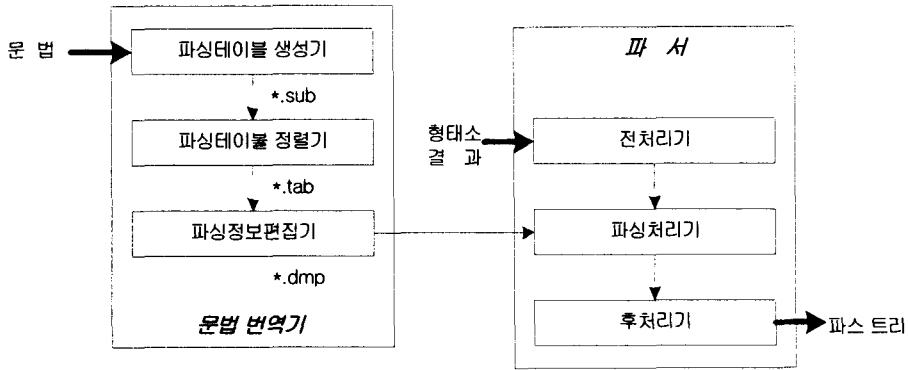 문 법
파싱테이블 생성기
*.sub
파싱테이블 정렬기
*.tab
파싱정보편집기
*.dmp
문법 번역기
파 서
형태소
결 과
전처리기
파싱처리기
후처리기
파스 트리